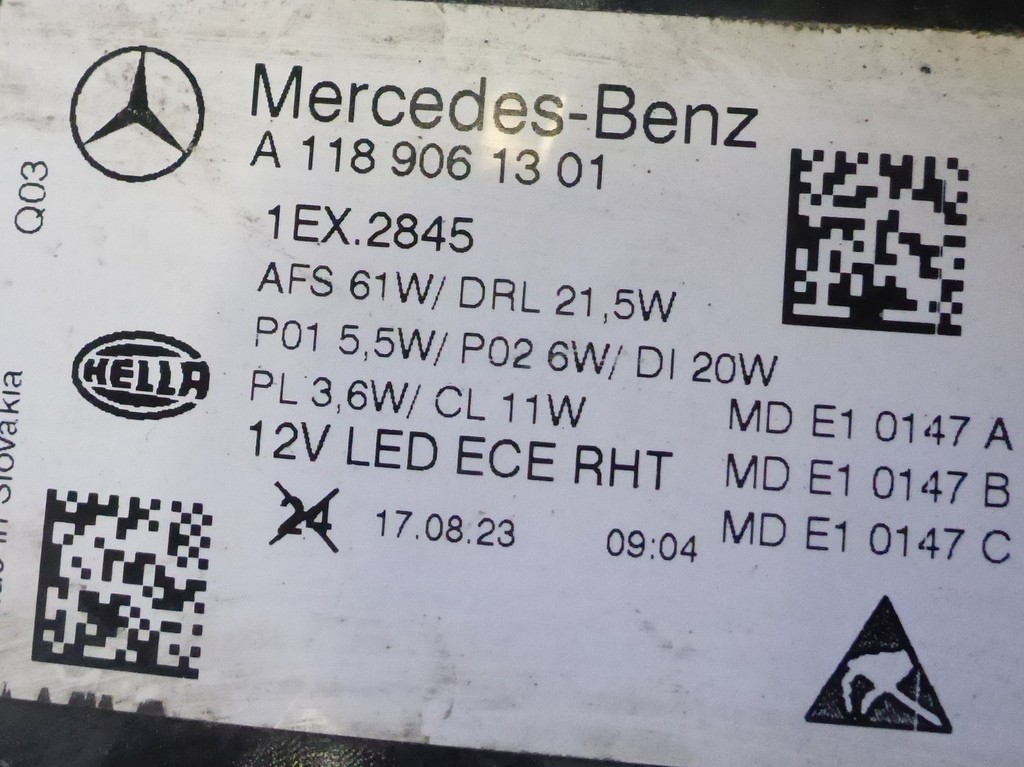 Mercedes-Benz
A 118 906 13 01
Q03
1EX.2845
AFS 61W/ DRL 21,5W
P01 5,5W/ P02 6W/ DI 20W
HELLA
PL 3,6W/ CL 11W
MD E1 0147 A
12V LED ECE RHT
MD E1 0147 B
24
17.08.23
09:04
MD E1 0147 C
in Slovakia